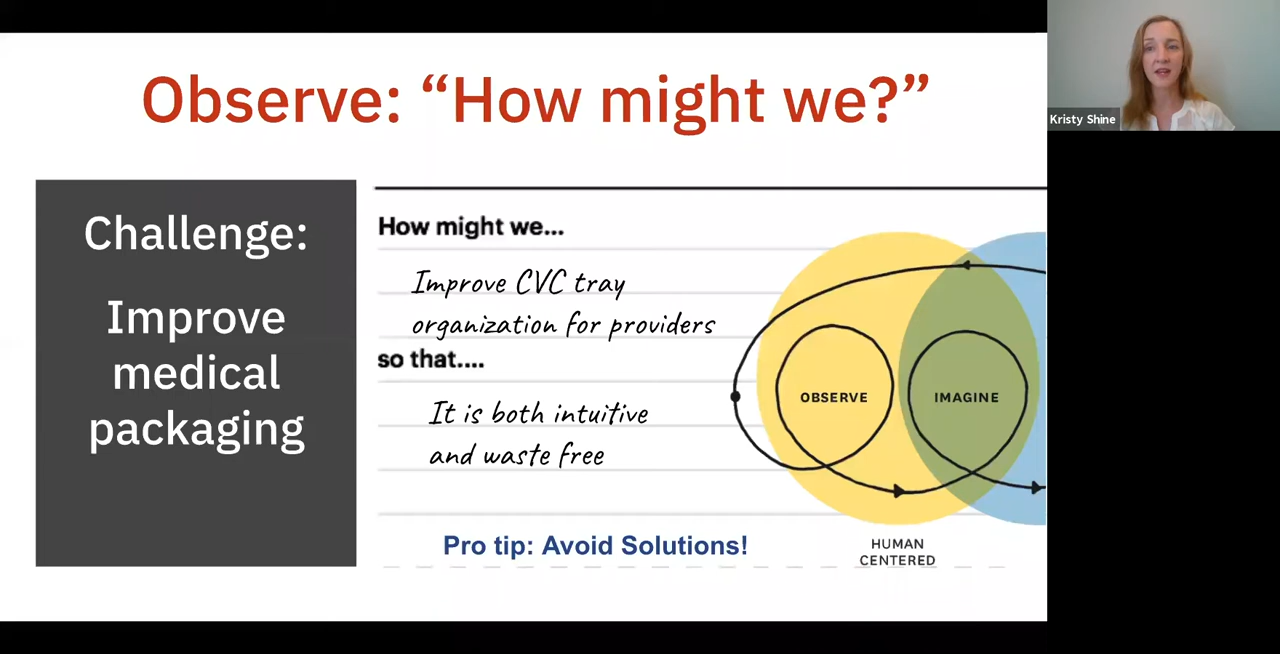 Observe: “How might we?”
Kristy Shine
Challenge:
Improve
medical
packaging
How might we...
Improve CVC tray
organization for providers
so that....
It is both intuitive
and waste free
Pro tip: Avoid Solutions!
OBSERVE
IMAGINE
HUMAN
CENTERED